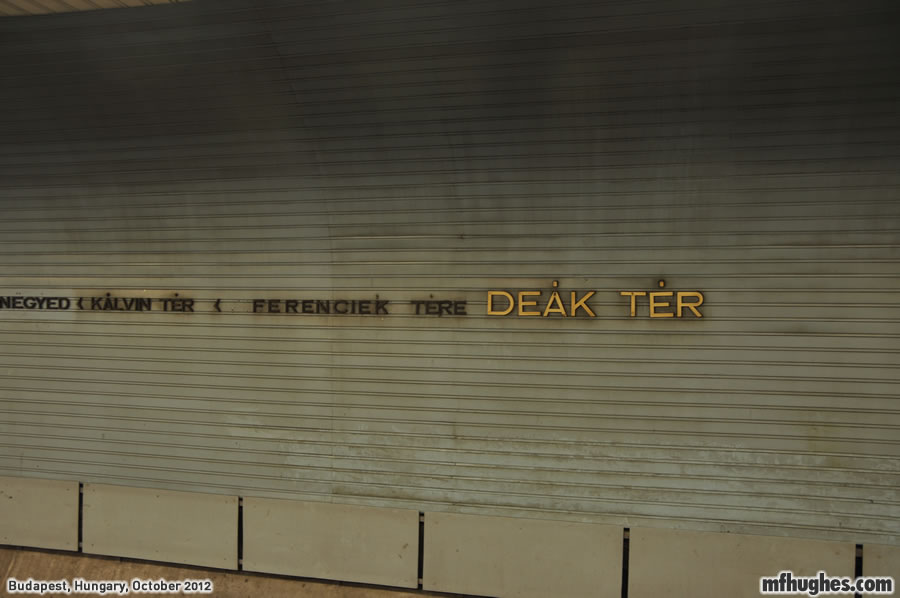 NEGYED < KÁLVIN TÉR < FERENCIEK TERE DEÁK TÉR
Budapest, Hungary, October 2012
mfhughes.com